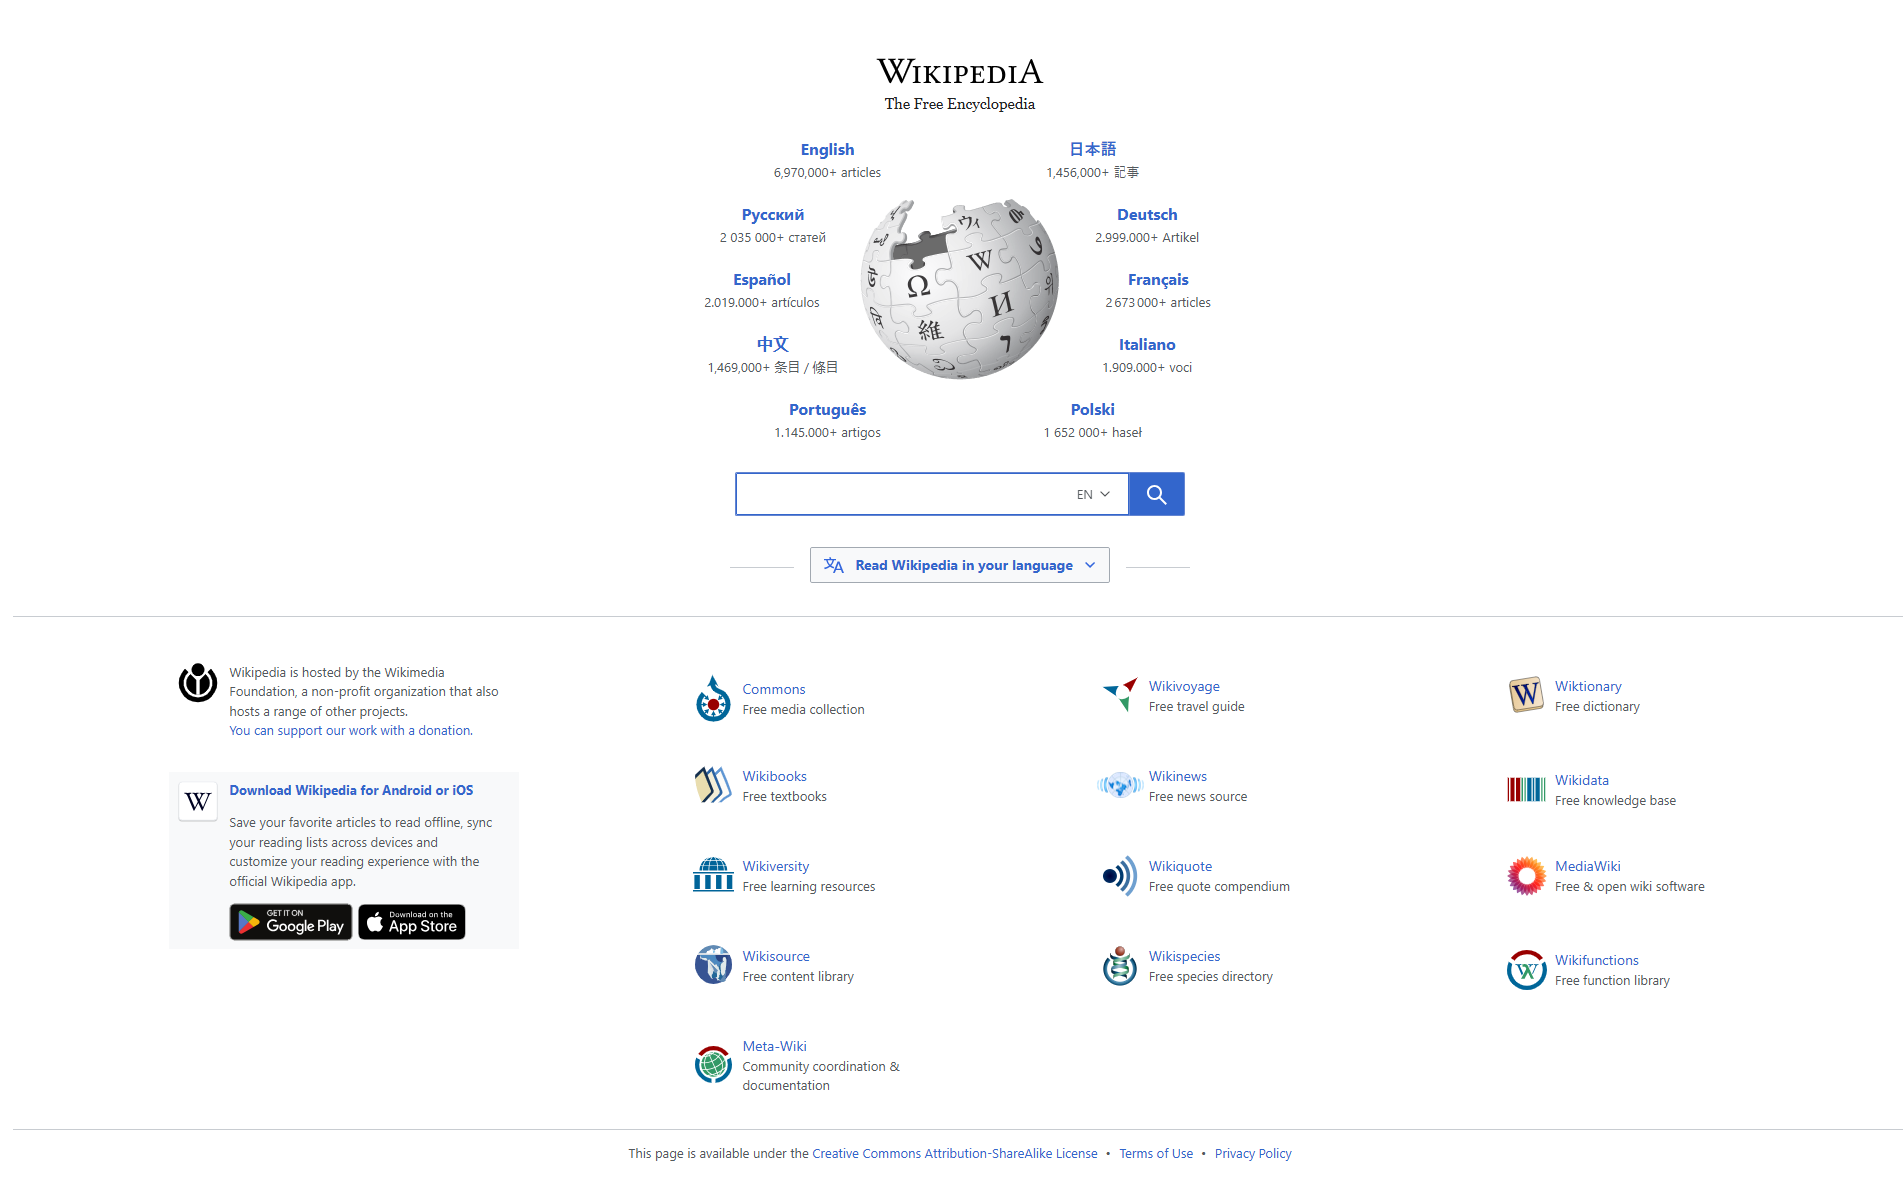 WIKIPEDIA
The Free Encyclopedia
English
6,970,000+ articles
日本語
1,456,000+ 記事
Русский
2 035 000+ статей
Deutsch
2.999.000+ Artikel
Español
2.019.000+ artículos
Français
2 673 000+ articles
中文
1,469,000+ 条目 / 條目
Italiano
1.909.000+ voci
Português
1.145.000+ artigos
Polski
1 652 000+ haseł
Ω
W
И
維
ウィ
EN
Read Wikipedia in your language
Wikipedia is hosted by the Wikimedia
Foundation, a non-profit organization that also
hosts a range of other projects.
You can support our work with a donation.
W
Download Wikipedia for Android or iOS
Save your favorite articles to read offline, sync
your reading lists across devices and
customize your reading experience with the
official Wikipedia app.
GET IT ON
Google Play
Download on the
App Store
Commons
Free media collection
Wikivoyage
Free travel guide
W
Wiktionary
Free dictionary
Wikibooks
Free textbooks
Wikinews
Free news source
Wikidata
Free knowledge base
Wikiversity
Free learning resources
Wikiquote
Free quote compendium
MediaWiki
Free & open wiki software
Wikisource
Free content library
Wikispecies
Free species directory
Wikifunctions
Free function library
Meta-Wiki
Community coordination &
documentation
This page is available under the Creative Commons Attribution-ShareAlike License • Terms of Use • Privacy Policy